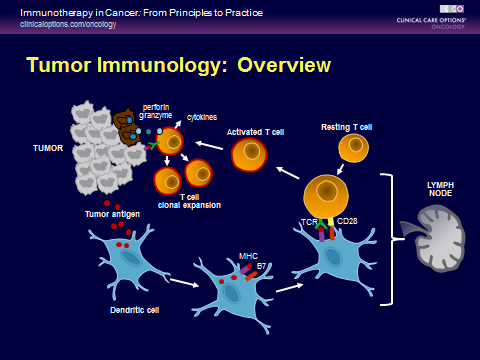 Immunotherapy in Cancer: From Principles to Practice
clinicaloptions.com/oncology
CLINICAL CARE OPTIONS®
ONCOLOGY
Tumor Immunology: Overview
perforin
granzyme
cytokines
Activated T cell
Resting T cell
TUMOR
T cell
clonal expansion
LYMPH
NODE
Tumor antigen
TCR
CD28
MHC
B7
Dendritic cell